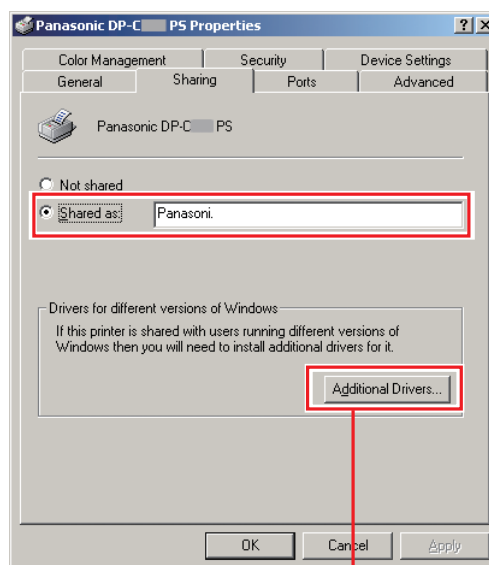 Panasonic DP-C PS Properties
Color Management Security Device Settings
General Sharing Ports Advanced
Panasonic DP-C PS
Not shared
Shared as: Panasoni.
Drivers for different versions of Windows
If this printer is shared with users running different versions of
Windows then you will need to install additional drivers for it.
Additional Drivers...
OK Cancel Apply